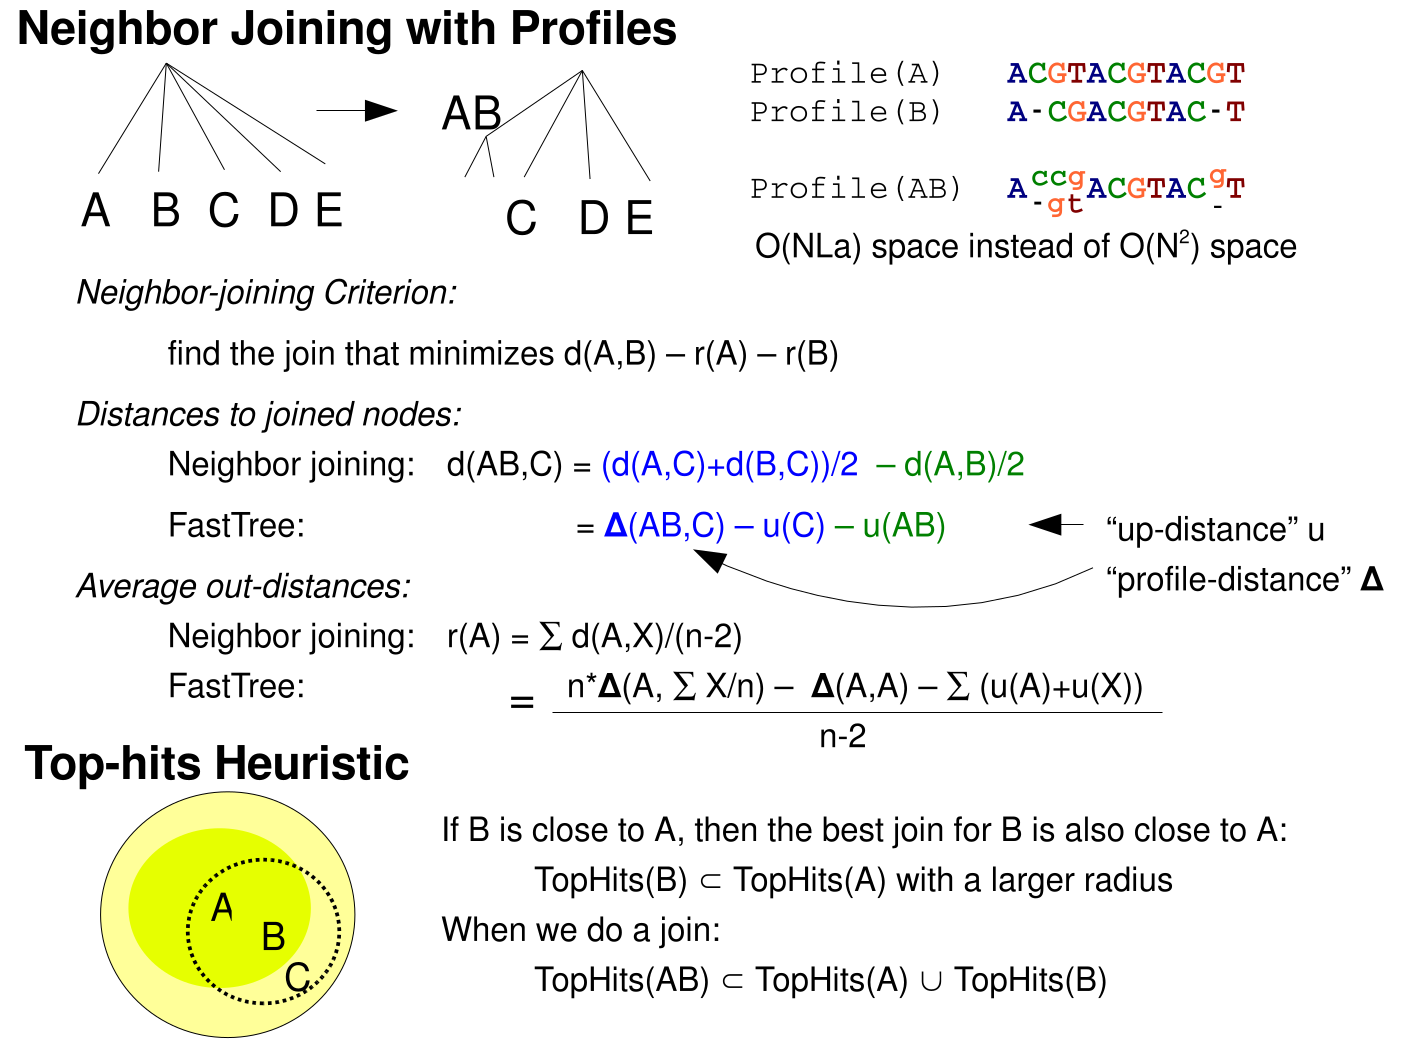 Neighbor Joining with Profiles
A B C D E
AB
C D E
Profile(A) ACGTACGTACGT
Profile(B) A-CGACGTAC-T
ccg g
Profile(AB) A ACGTAC T
-gt -
O(NLa) space instead of O(N²) space
Neighbor-joining Criterion:
find the join that minimizes d(A,B) – r(A) – r(B)
Distances to joined nodes:
Neighbor joining: d(AB,C) = (d(A,C)+d(B,C))/2 – d(A,B)/2
FastTree: = Δ(AB,C) – u(C) – u(AB)
“up-distance” u
“profile-distance” Δ
Average out-distances:
Neighbor joining: r(A) = ∑ d(A,X)/(n-2)
FastTree: = n*Δ(A, ∑ X/n) – Δ(A,A) – ∑ (u(A)+u(X))
n-2
Top-hits Heuristic
A
B
C
If B is close to A, then the best join for B is also close to A:
TopHits(B) ⊂ TopHits(A) with a larger radius
When we do a join:
TopHits(AB) ⊂ TopHits(A) ∪ TopHits(B)